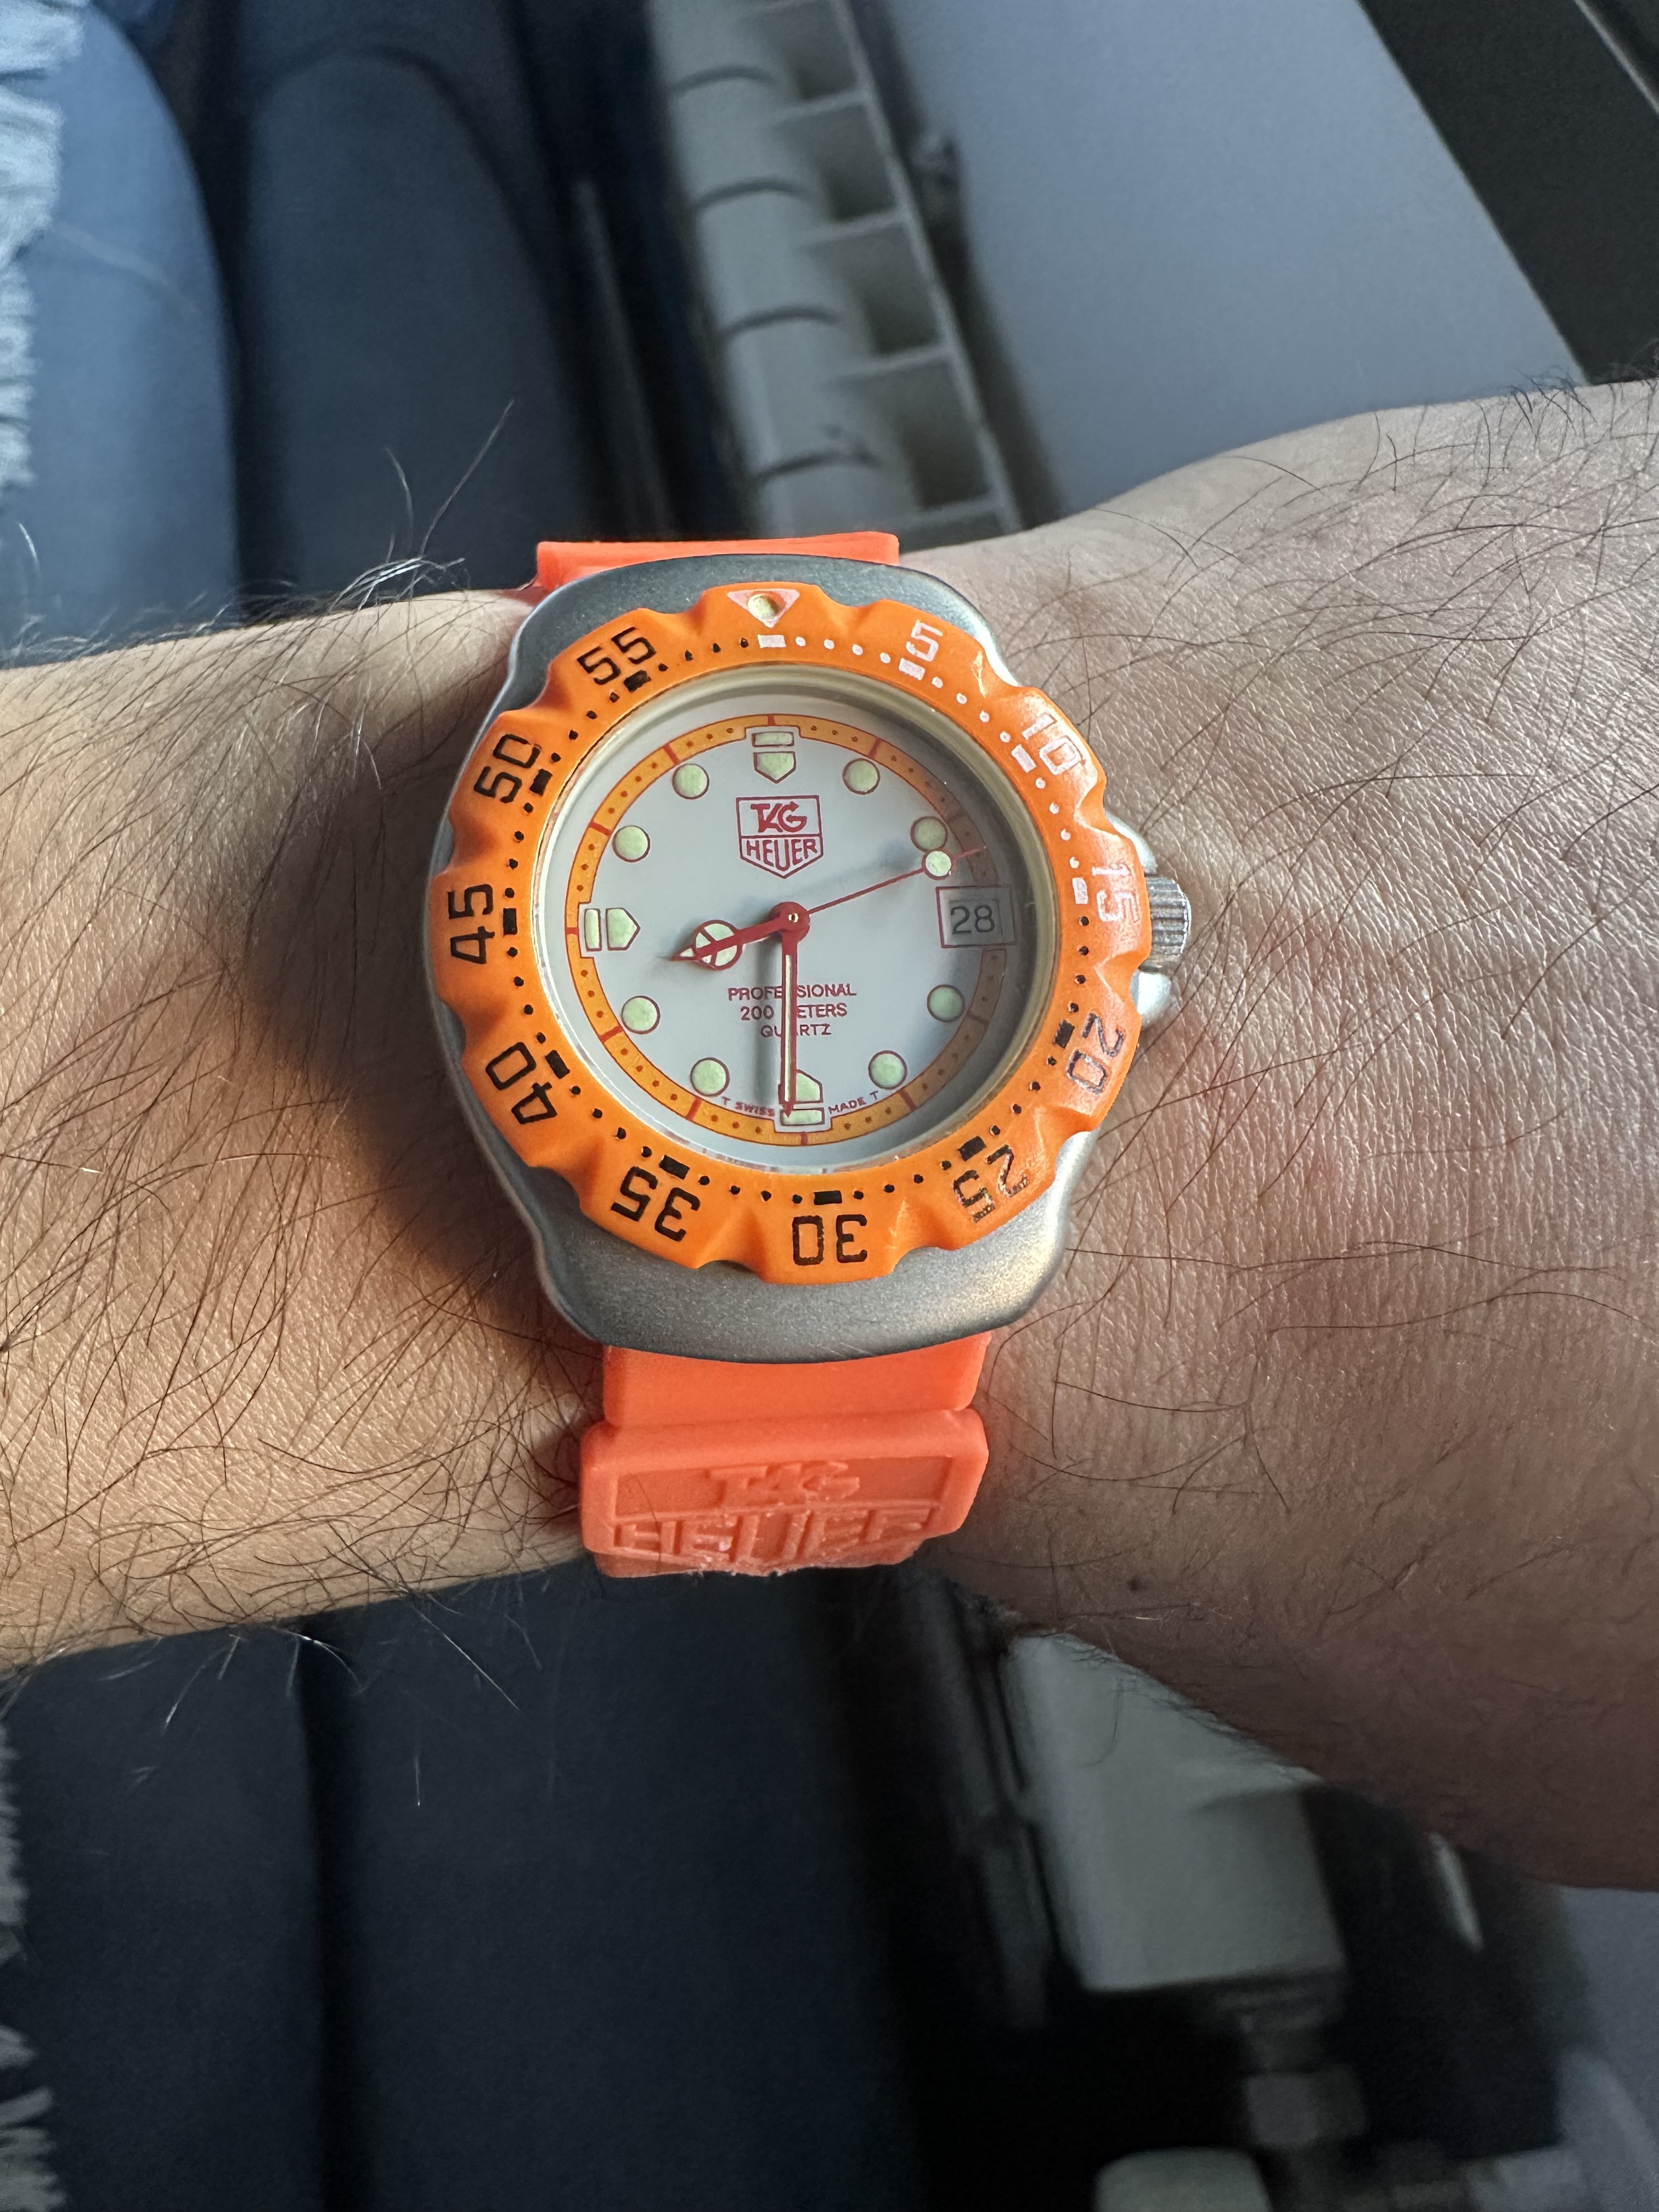 5
10
15
20
25
30
35
40
45
50
55
TAG
HEUER
28
PROFESSIONAL
200 METERS
QUARTZ
T SWISS MADE T
TAG
HEUER